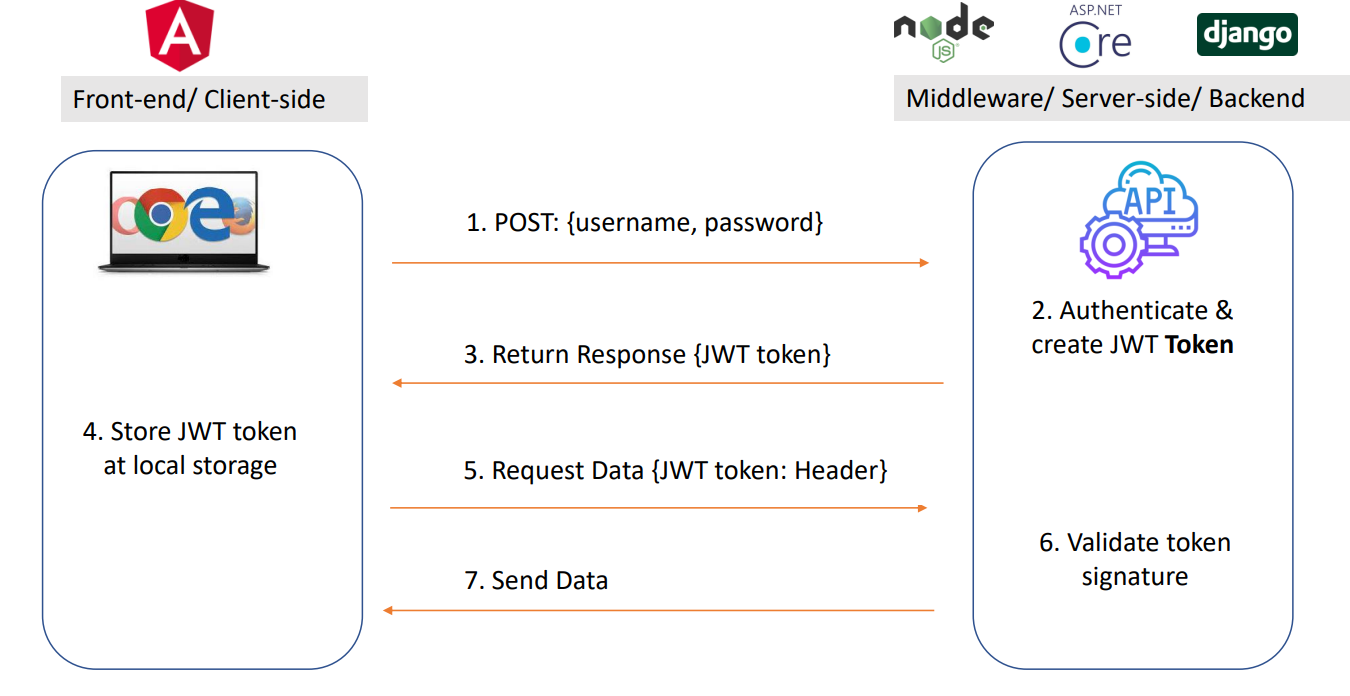 A
node
JS
ASP.NET
Core
django
Front-end/ Client-side
Middleware/ Server-side/ Backend
API
1. POST: {username, password}
2. Authenticate &
create JWT Token
3. Return Response {JWT token}
4. Store JWT token
at local storage
5. Request Data {JWT token: Header}
6. Validate token
signature
7. Send Data